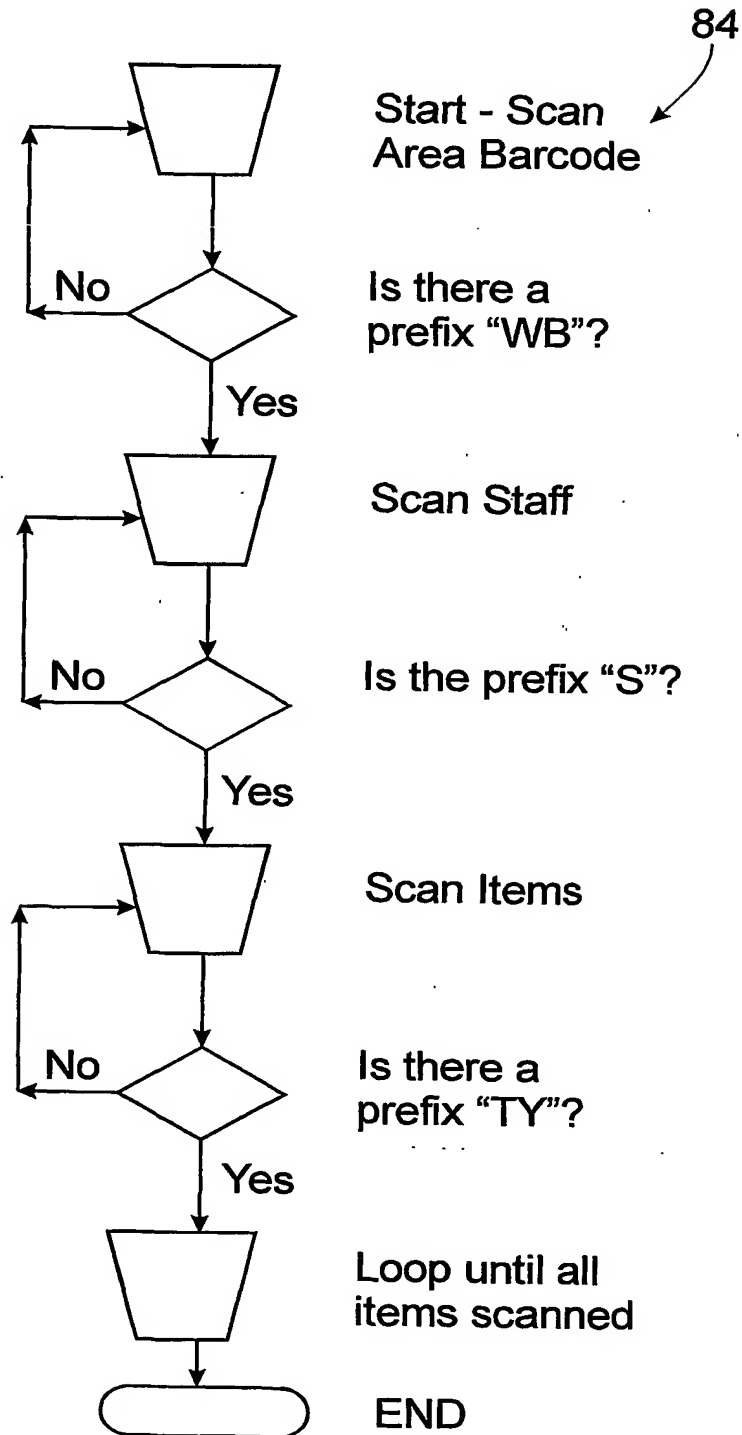 84
Start - Scan
Area Barcode
No
Is there a
prefix “WB”?
Yes
Scan Staff
No
Is the prefix “S”?
Yes
Scan Items
No
Is there a
prefix “TY”?
Yes
Loop until all
items scanned
END